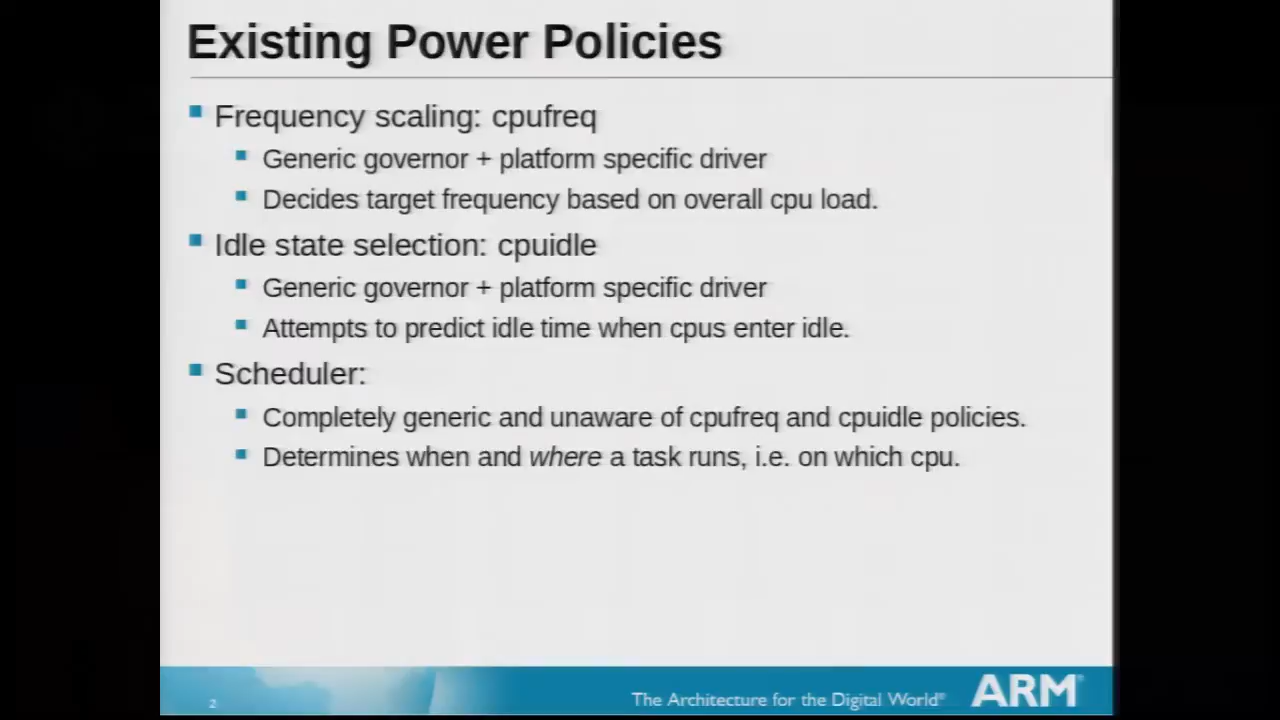 Existing Power Policies
Frequency scaling: cpufreq
Generic governor + platform specific driver
Decides target frequency based on overall cpu load.
Idle state selection: cpuidle
Generic governor + platform specific driver
Attempts to predict idle time when cpus enter idle.
Scheduler:
Completely generic and unaware of cpufreq and cpuidle policies.
Determines when and where a task runs, i.e. on which cpu.
2
The Architecture for the Digital World®
ARM®